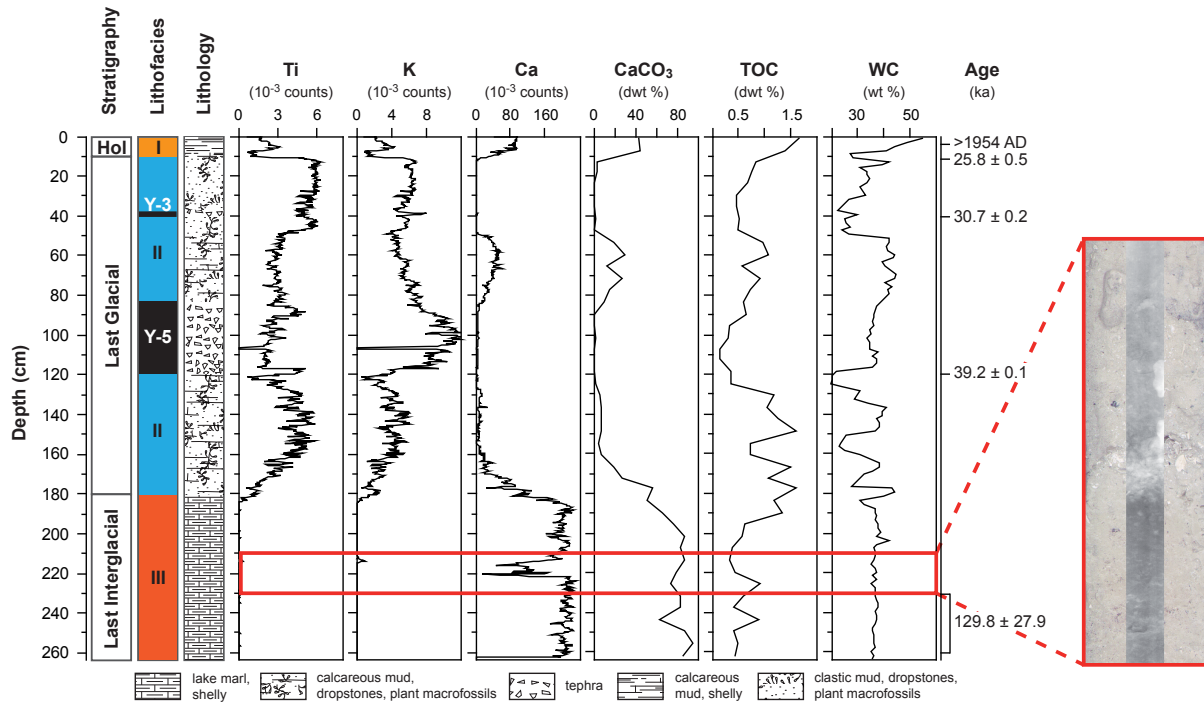 Stratigraphy
Lithofacies
Lithology
Ti
K
Ca
CaCO3
TOC
WC
Age
(10-3 counts)
(10-3 counts)
(10-3 counts)
(dwt %)
(dwt %)
(wt %)
(ka)
0 3 6
0 4 8
0 160
0 40 80
0.5 1.5
30 50
Depth (cm)
0
20
40
60
80
100
120
140
160
180
200
220
240
260
Hol
Last Glacial
Last Interglacial
I
Y-3
II
Y-5
II
III
>1954 AD
25.8 ± 0.5
30.7 ± 0.2
39.2 ± 0.1
129.8 ± 27.9
lake marl,
shelly
calcareous mud,
dropstones, plant macrofossils
tephra
calcareous
mud, shelly
clastic mud, dropstones,
plant macrofossils